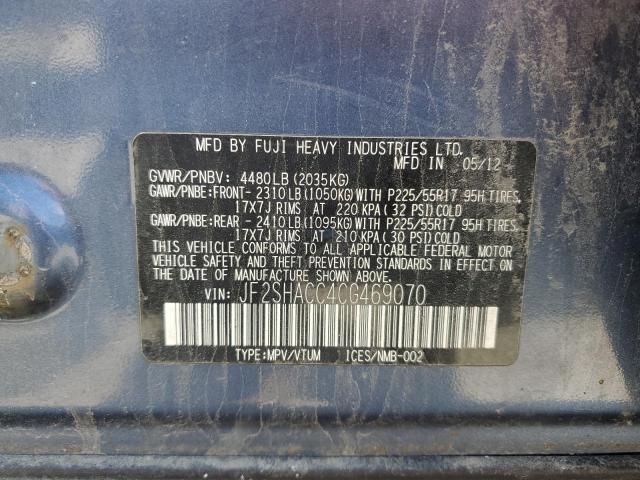 MFD BY FUJI HEAVY INDUSTRIES LTD.
MFD IN 05/12
GVWR/PNBV: 4480LB(2035KG)
GAWR/PNBE:FRONT- 2310LB(1050KG)WITH P225/55R17 95H TIRES,
17X7J RIMS AT 220 KPA (32 PSI)COLD
GAWR/PNBE:REAR - 2410LB(1095KG)WITH P225/55R17 95H TIRES,
17X7J RIMS AT 210 KPA (30 PSI)COLD
THIS VEHICLE CONFORMS TO ALL APPLICABLE FEDERAL MOTOR
VEHICLE SAFETY AND THEFT PREVENTION STANDARDS IN EFFECT
ON THE DATE OF MANUFACTURE SHOWN ABOVE.
VIN: JF2SHACC4CG469070
TYPE:MPV/VTUM ICES/NMB-002